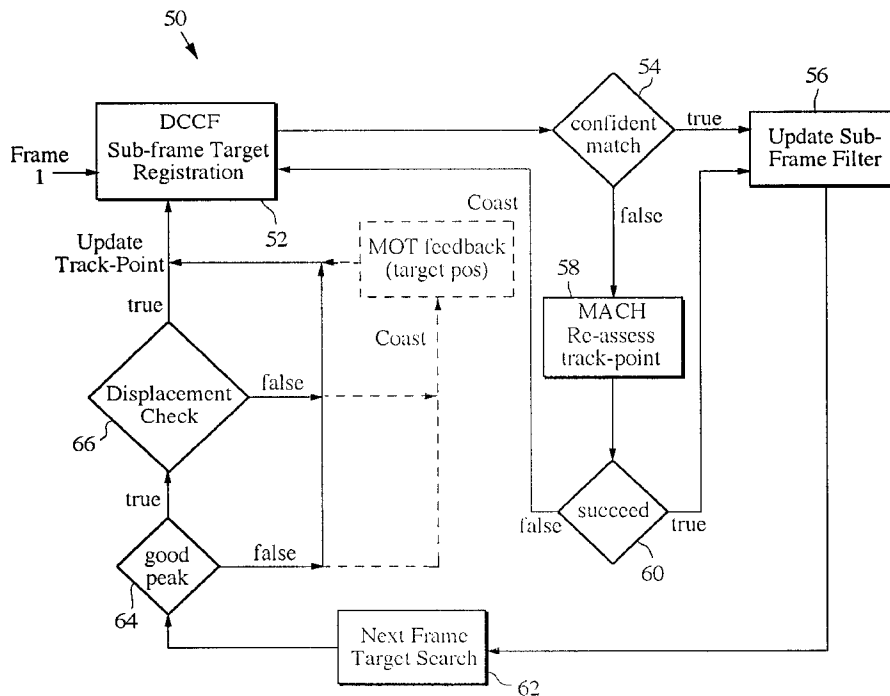 50
54
56
DCCF
Sub-frame Target
Registration
confident
match
true
Update Sub-
Frame Filter
Frame
1
52
Coast
false
Update
Track-Point
MOT feedback
(target pos)
58
MACH
Re-assess
track-point
true
Coast
Displacement
Check
false
66
true
succeed
false
true
60
good
peak
false
64
Next Frame
Target Search
62